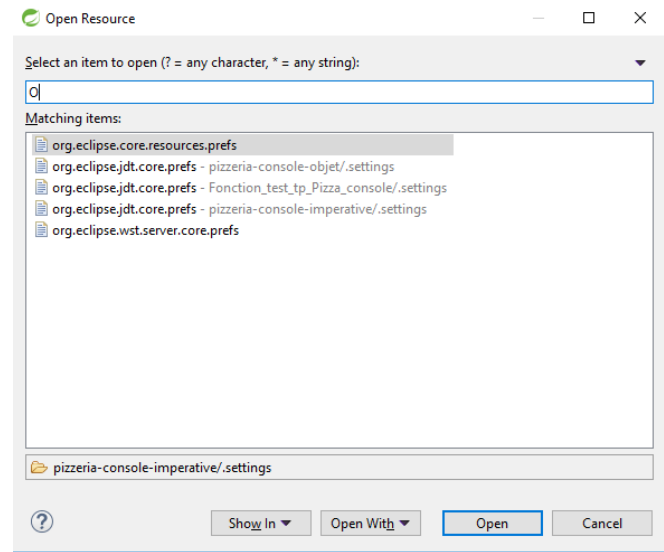 Open Resource
Select an item to open (? = any character, * = any string):
O
Matching items:
org.eclipse.core.resources.prefs
org.eclipse.jdt.core.prefs - pizzeria-console-objet/.settings
org.eclipse.jdt.core.prefs - Fonction_test_tp_Pizza_console/.settings
org.eclipse.jdt.core.prefs - pizzeria-console-imperative/.settings
org.eclipse.wst.server.core.prefs
pizzeria-console-imperative/.settings
? Show In Open With Open Cancel